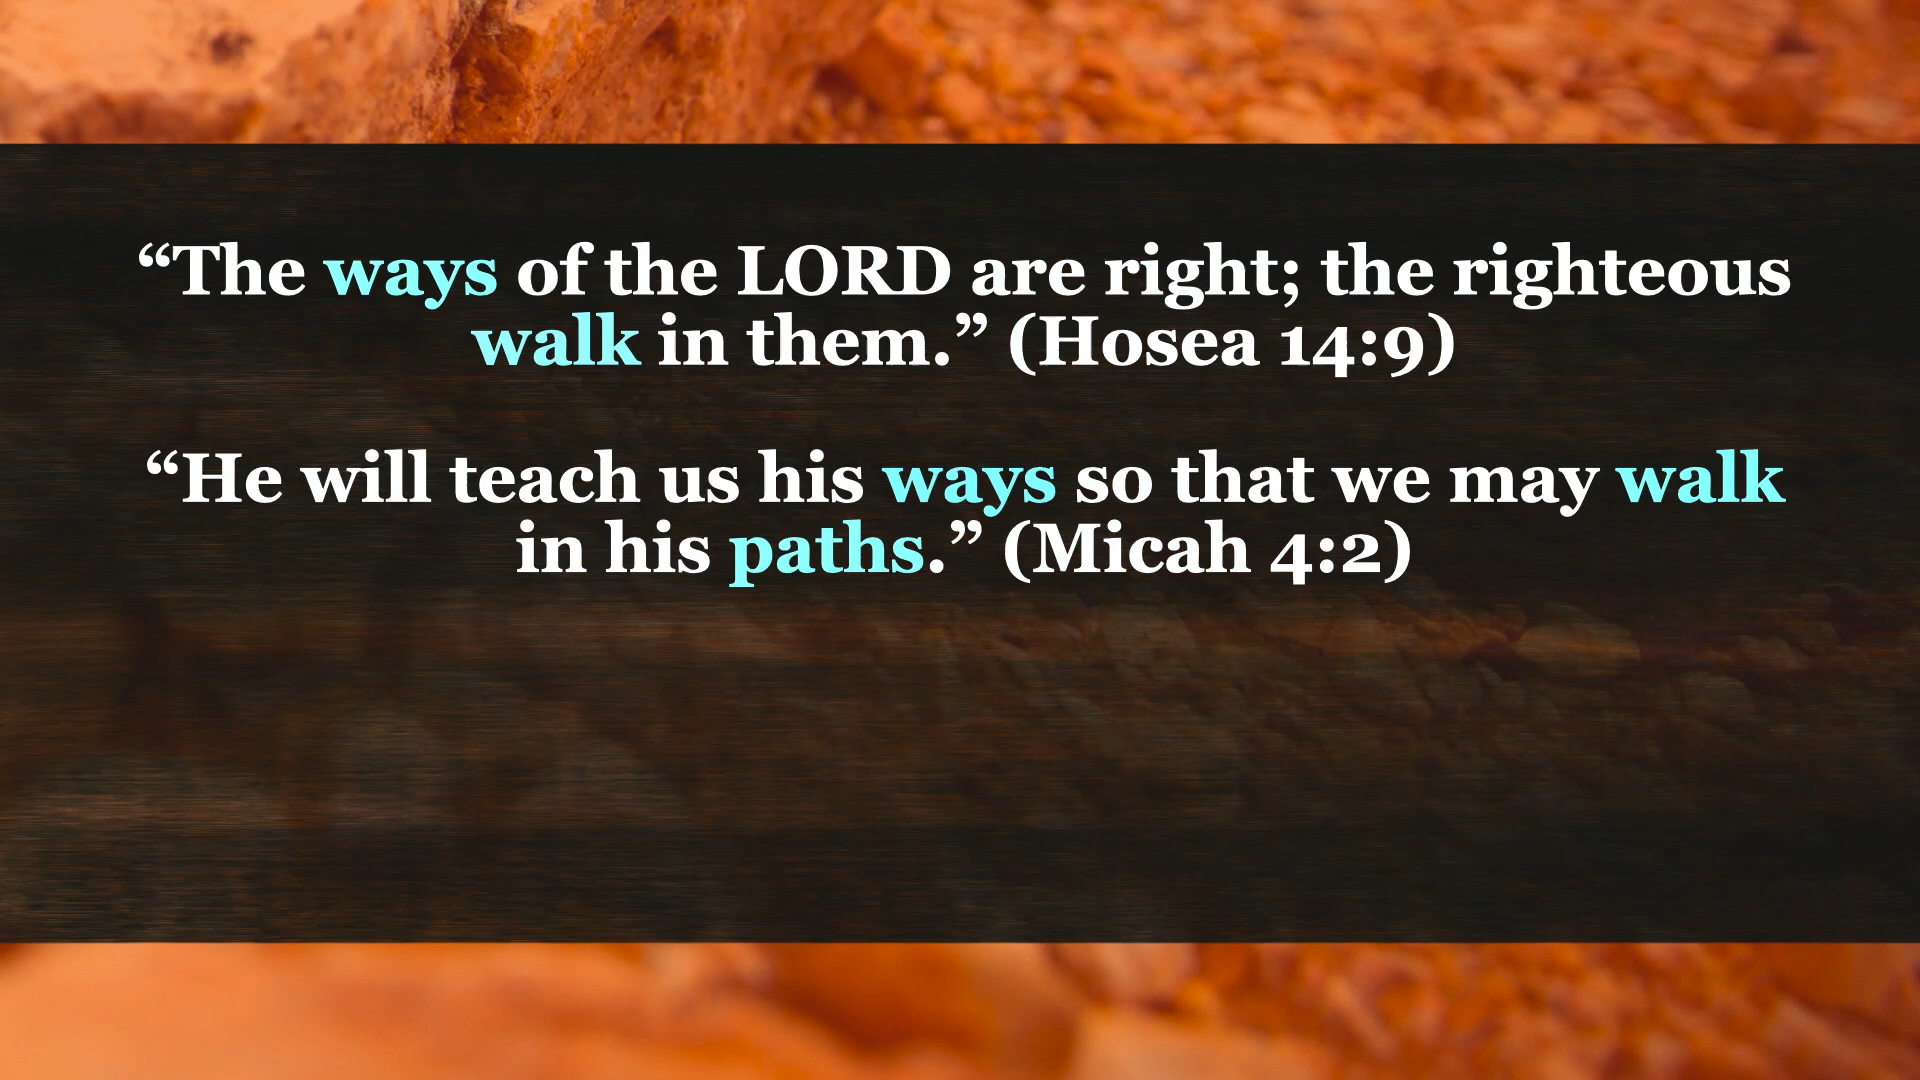 “The ways of the LORD are right; the righteous
walk in them.” (Hosea 14:9)
“He will teach us his ways so that we may walk
in his paths.” (Micah 4:2)